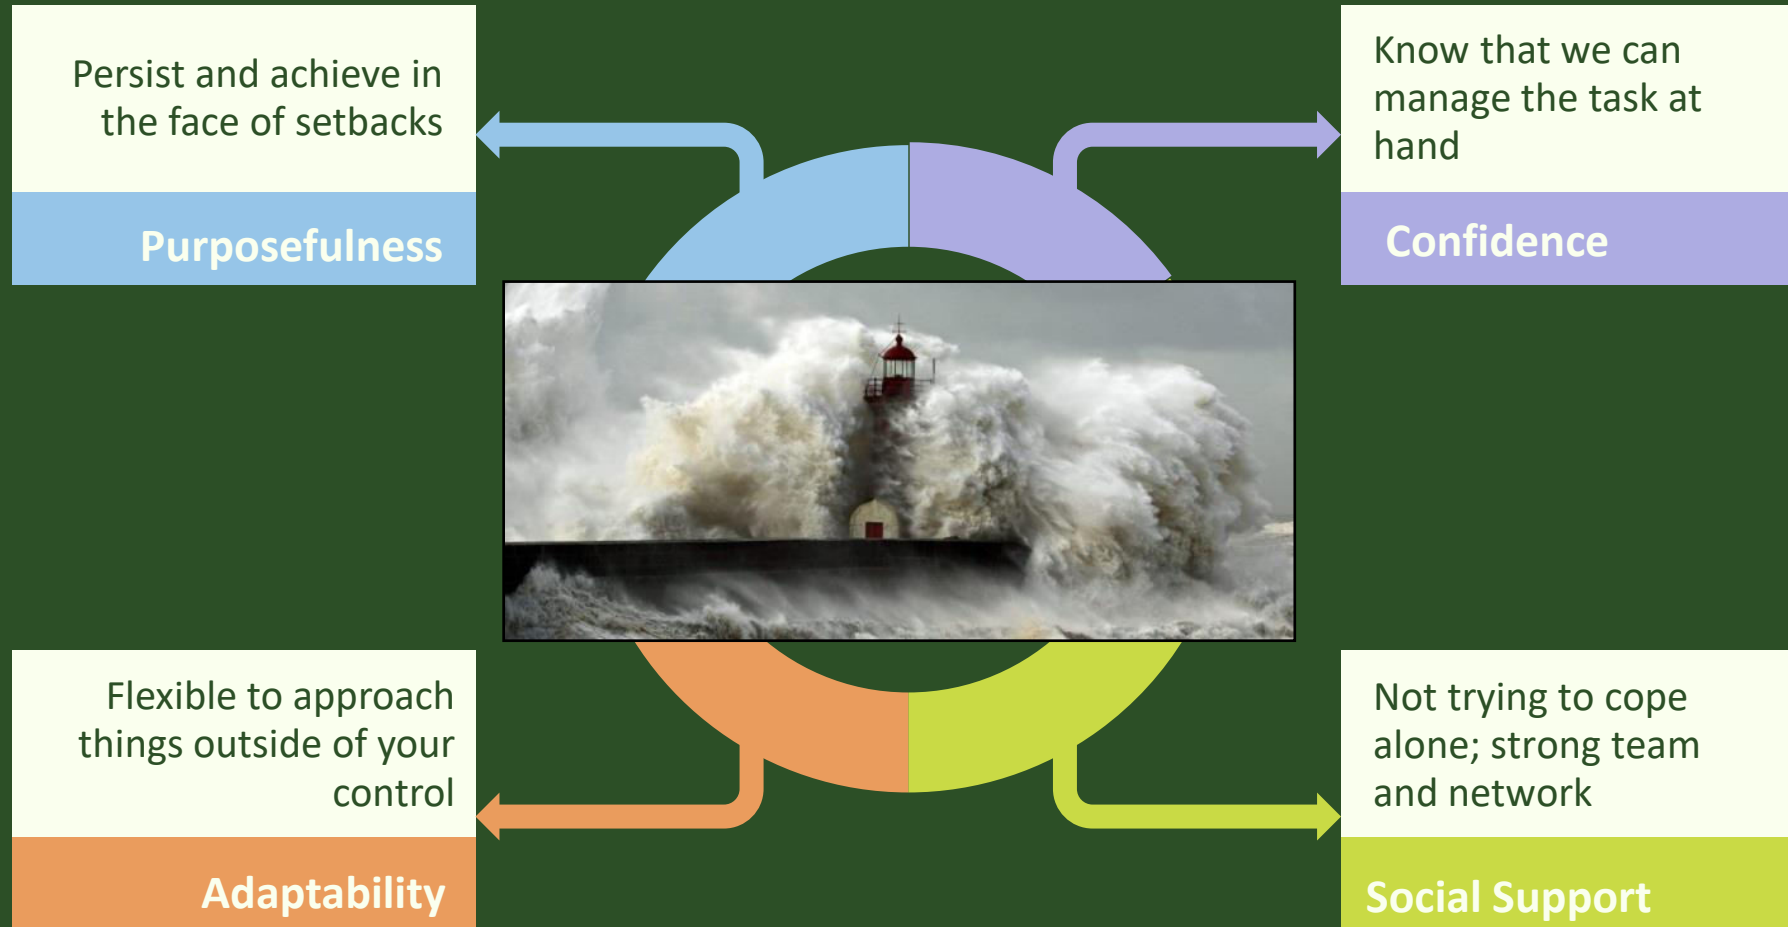 Persist and achieve in
the face of setbacks
Purposefulness
Know that we can
manage the task at
hand
Confidence
Flexible to approach
things outside of your
control
Adaptability
Not trying to cope
alone; strong team
and network
Social Support